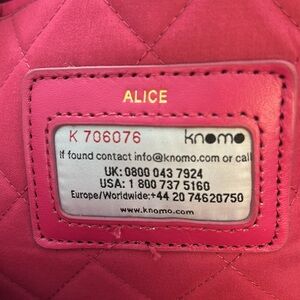 ALICE
K 706076 knomo
If found contact info@knomo.com or call
UK: 0800 043 7924
USA: 1 800 737 5160
Europe/Worldwide:+44 20 74620750
www.knomo.com